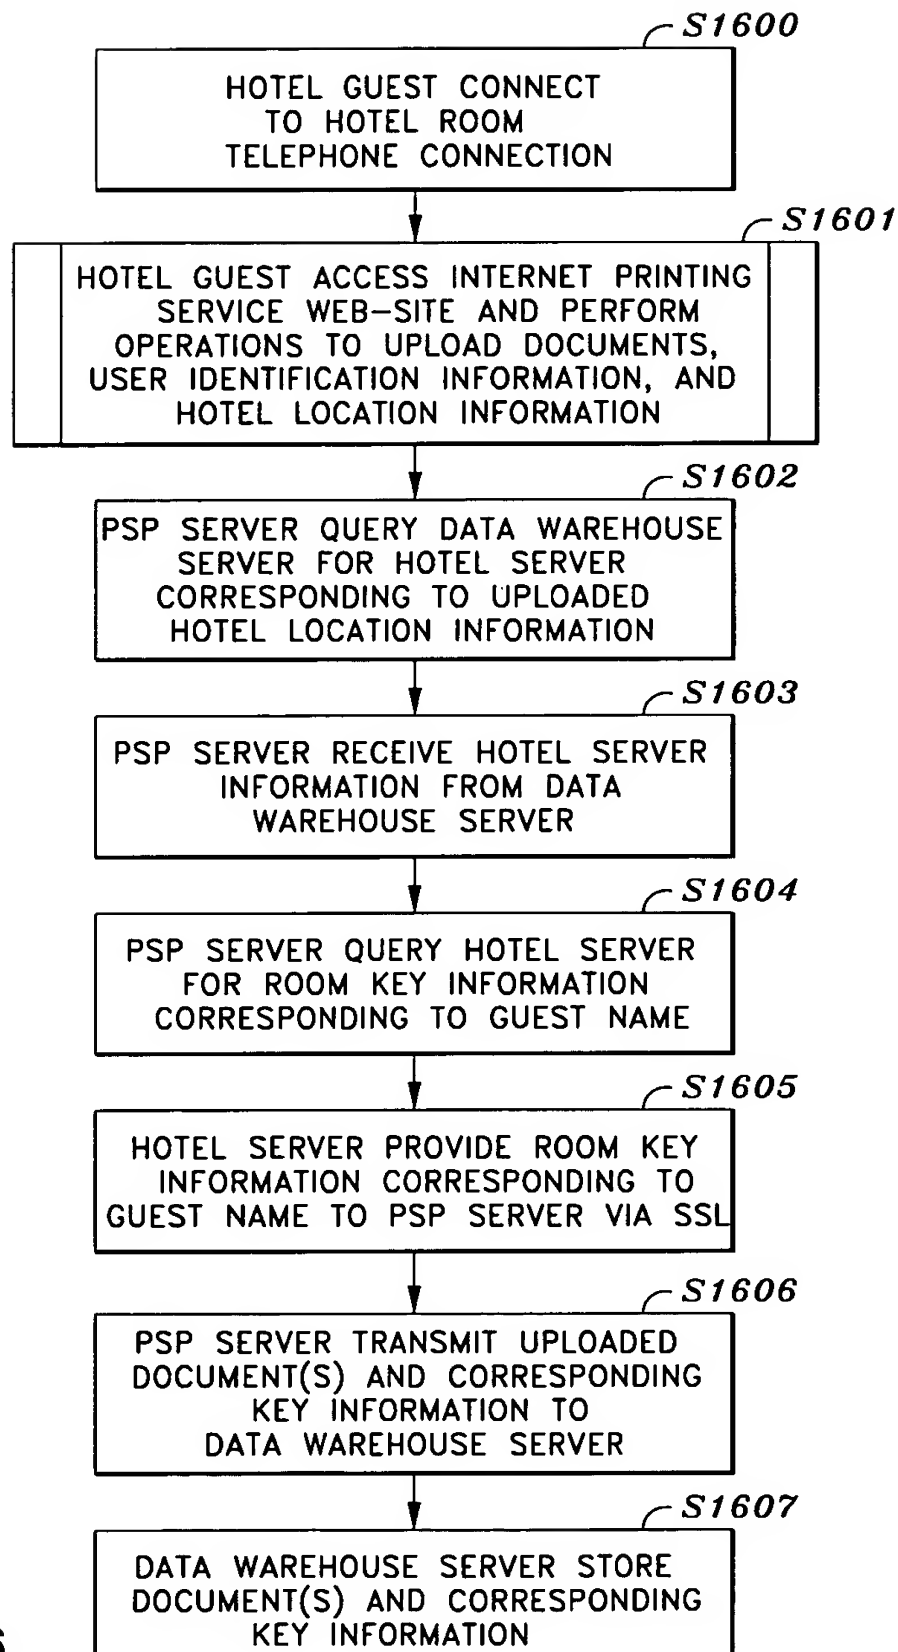 S1600
HOTEL GUEST CONNECT
TO HOTEL ROOM
TELEPHONE CONNECTION
S1601
HOTEL GUEST ACCESS INTERNET PRINTING
SERVICE WEB-SITE AND PERFORM
OPERATIONS TO UPLOAD DOCUMENTS,
USER IDENTIFICATION INFORMATION, AND
HOTEL LOCATION INFORMATION
S1602
PSP SERVER QUERY DATA WAREHOUSE
SERVER FOR HOTEL SERVER
CORRESPONDING TO UPLOADED
HOTEL LOCATION INFORMATION
S1603
PSP SERVER RECEIVE HOTEL SERVER
INFORMATION FROM DATA
WAREHOUSE SERVER
S1604
PSP SERVER QUERY HOTEL SERVER
FOR ROOM KEY INFORMATION
CORRESPONDING TO GUEST NAME
S1605
HOTEL SERVER PROVIDE ROOM KEY
INFORMATION CORRESPONDING TO
GUEST NAME TO PSP SERVER VIA SSL
S1606
PSP SERVER TRANSMIT UPLOADED
DOCUMENT(S) AND CORRESPONDING
KEY INFORMATION TO
DATA WAREHOUSE SERVER
S1607
DATA WAREHOUSE SERVER STORE
DOCUMENT(S) AND CORRESPONDING
KEY INFORMATION